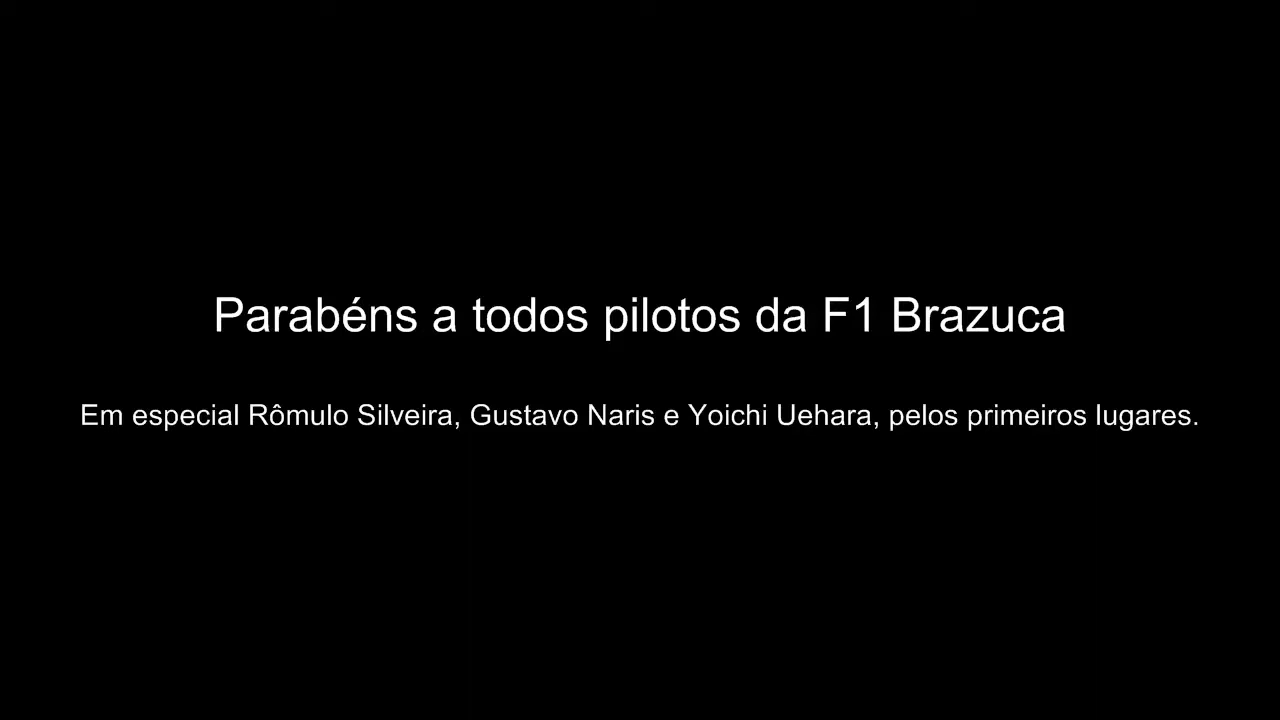 Parabéns a todos pilotos da F1 Brazuca
Em especial Rômulo Silveira, Gustavo Naris e Yoichi Uehara, pelos primeiros lugares.